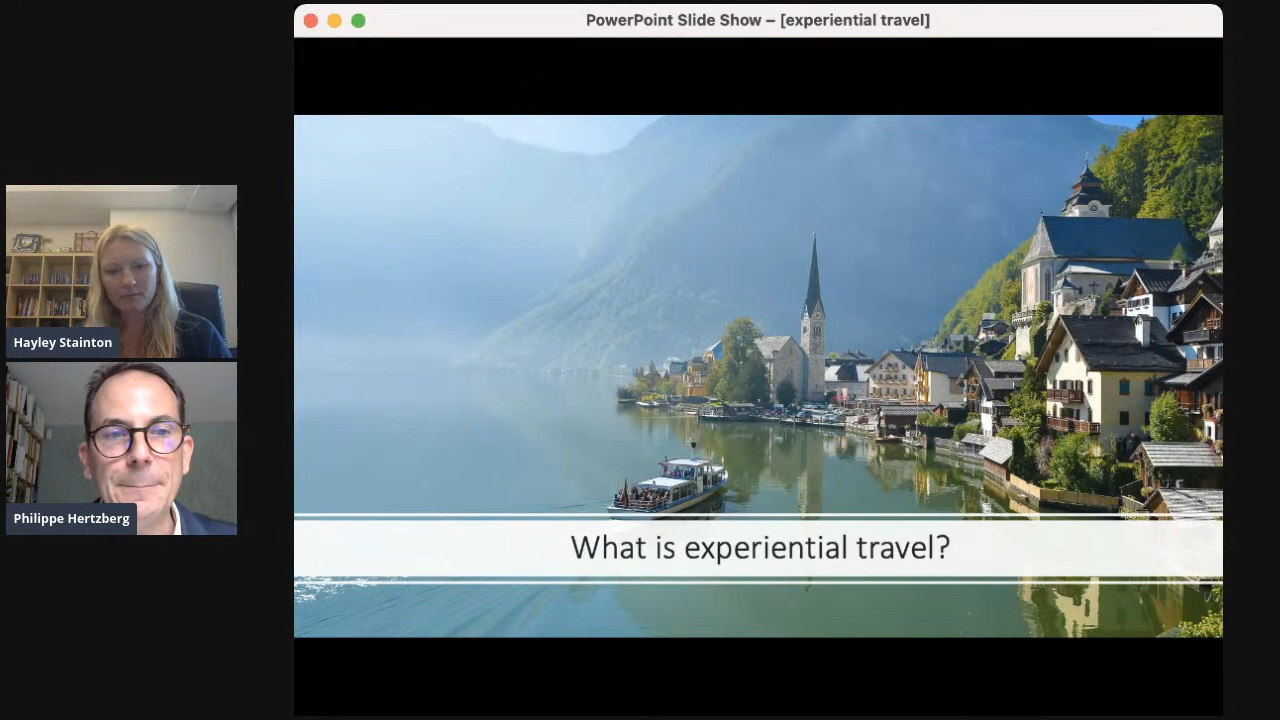 PowerPoint Slide Show – [experiential travel]
Hayley Stainton
Philippe Hertzberg
What is experiential travel?